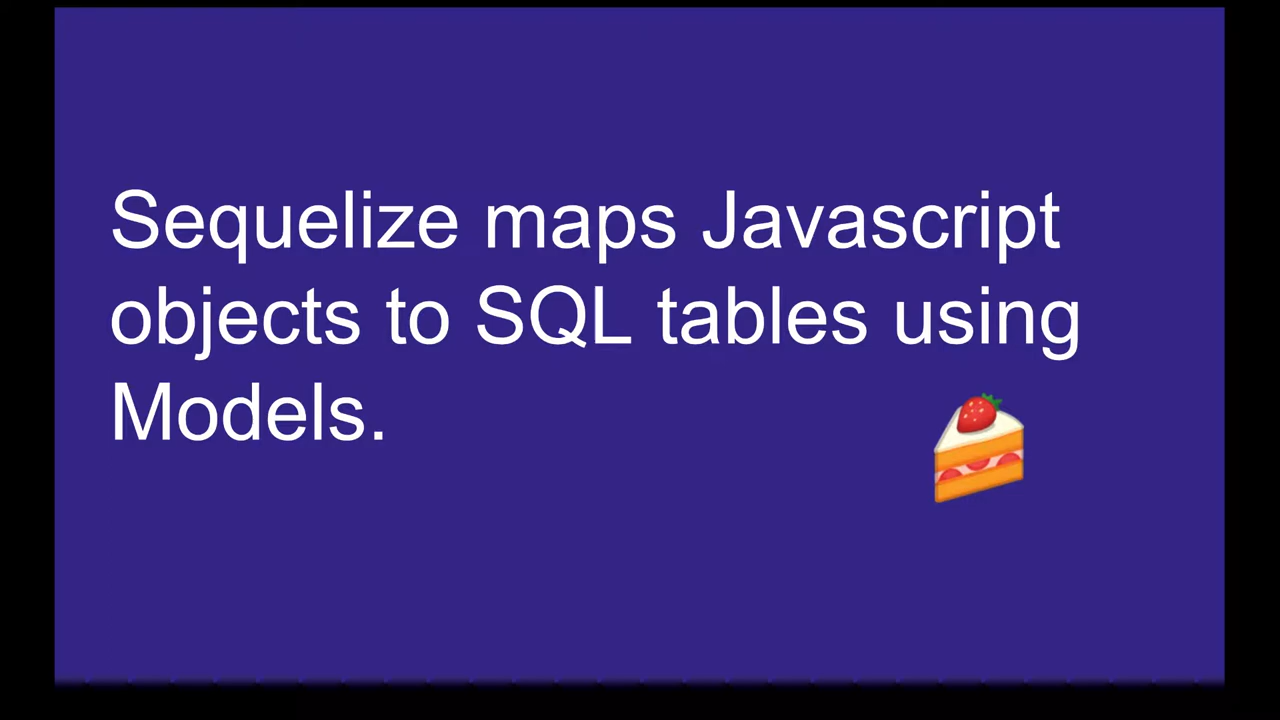 Sequelize maps Javascript
objects to SQL tables using
Models.